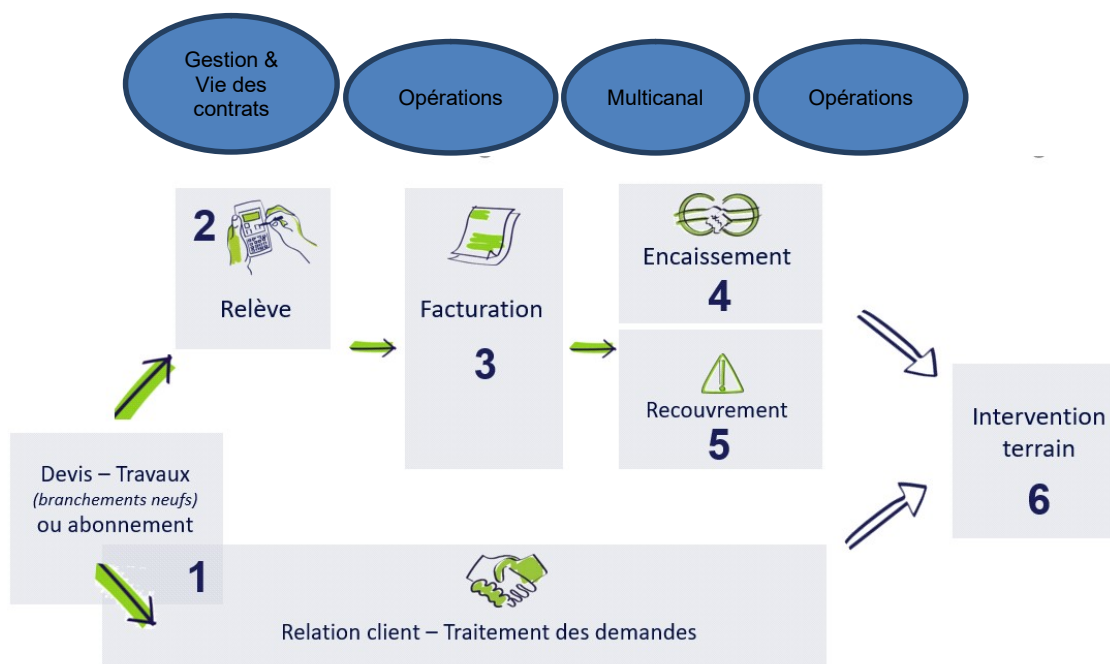 Gestion &
Vie des
contrats
Opérations
Multicanal
Opérations
2
Relève
Facturation
3
Encaissement
4
Recouvrement
5
Intervention
terrain
6
Devis – Travaux
(branchements neufs)
ou abonnement
1
Relation client – Traitement des demandes